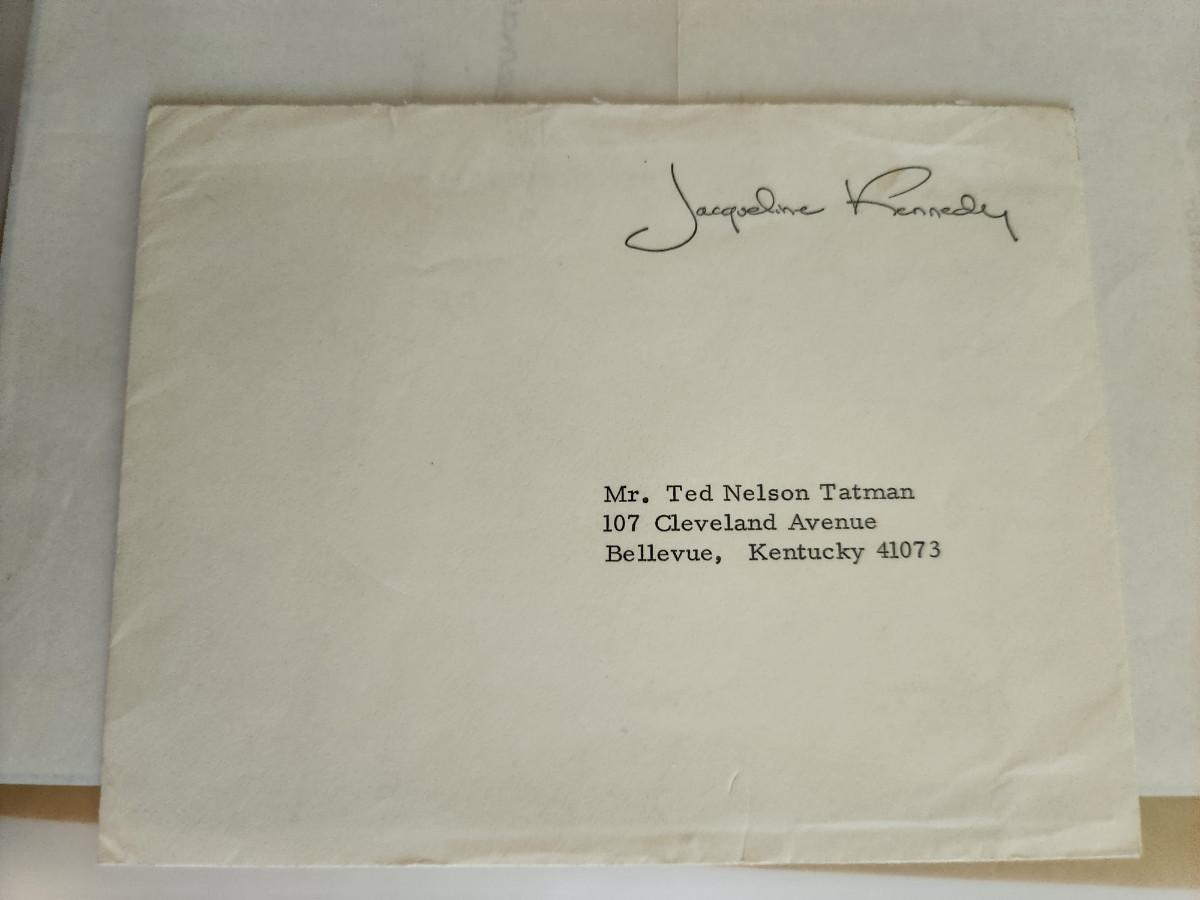 Jacqueline Kennedy
Mr. Ted Nelson Tatman
107 Cleveland Avenue
Bellevue, Kentucky 41073